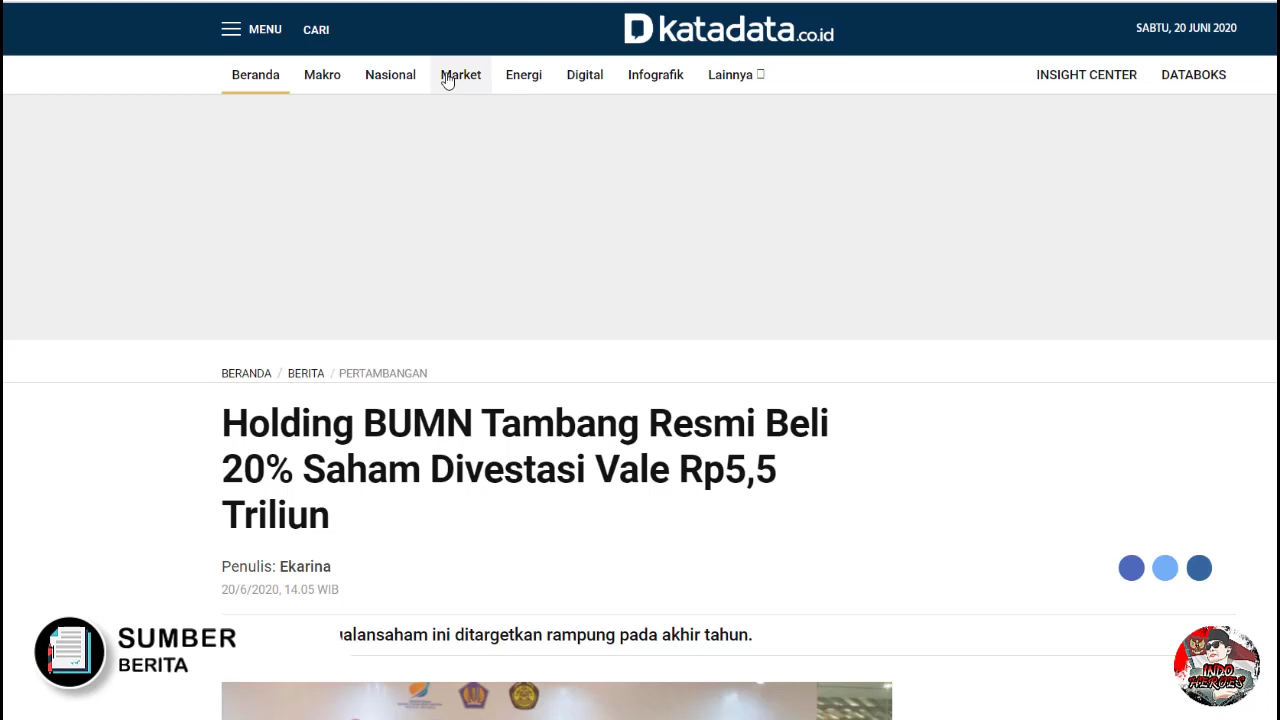 MENU CARI katadata.co.id SABTU, 20 JUNI 2020
Beranda Makro Nasional Market Energi Digital Infografik Lainnya INSIGHT CENTER DATABOKS
BERANDA / BERITA / PERTAMBANGAN
Holding BUMN Tambang Resmi Beli
20% Saham Divestasi Vale Rp5,5
Triliun
Penulis: Ekarina
20/6/2020, 14.05 WIB
ini ditargetkan rampung pada akhir tahun.
SUMBER
BERITA
INDO
HEROES